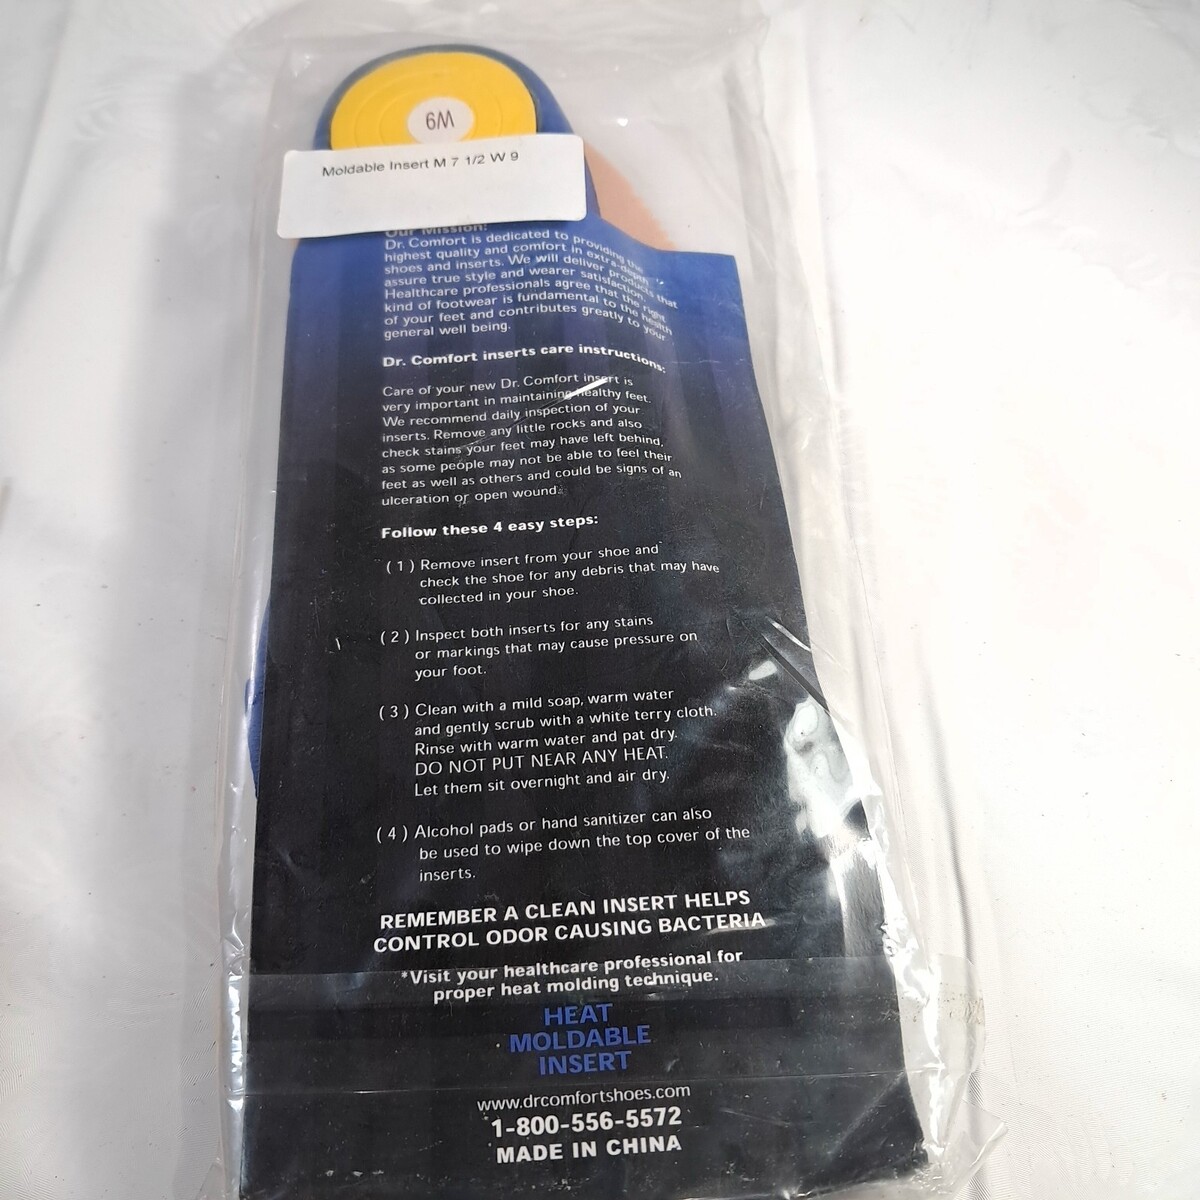 W9
Moldable Insert M 7 1/2 W 9
Our Mission:
Dr. Comfort is dedicated to providing the
highest quality and comfort in extra-depth
shoes and inserts. We will deliver products that
assure true style and wearer satisfaction.
Healthcare professionals agree that the right
kind of footwear is fundamental to the health
of your feet and contributes greatly to your
general well being.
Dr. Comfort inserts care instructions:
Care of your new Dr. Comfort insert is
very important in maintaining healthy feet.
We recommend daily inspection of your
inserts. Remove any little rocks and also
check stains your feet may have left behind,
as some people may not be able to feel their
feet as well as others and could be signs of an
ulceration or open wound.
Follow these 4 easy steps:
( 1 ) Remove insert from your shoe and
check the shoe for any debris that may have
collected in your shoe.
( 2 ) Inspect both inserts for any stains
or markings that may cause pressure on
your foot.
( 3 ) Clean with a mild soap, warm water
and gently scrub with a white terry cloth.
Rinse with warm water and pat dry.
DO NOT PUT NEAR ANY HEAT.
Let them sit overnight and air dry.
( 4 ) Alcohol pads or hand sanitizer can also
be used to wipe down the top cover of the
inserts.
REMEMBER A CLEAN INSERT HELPS
CONTROL ODOR CAUSING BACTERIA
*Visit your healthcare professional for
proper heat molding technique.
HEAT
MOLDABLE
INSERT
www.drcomfortshoes.com
1-800-556-5572
MADE IN CHINA